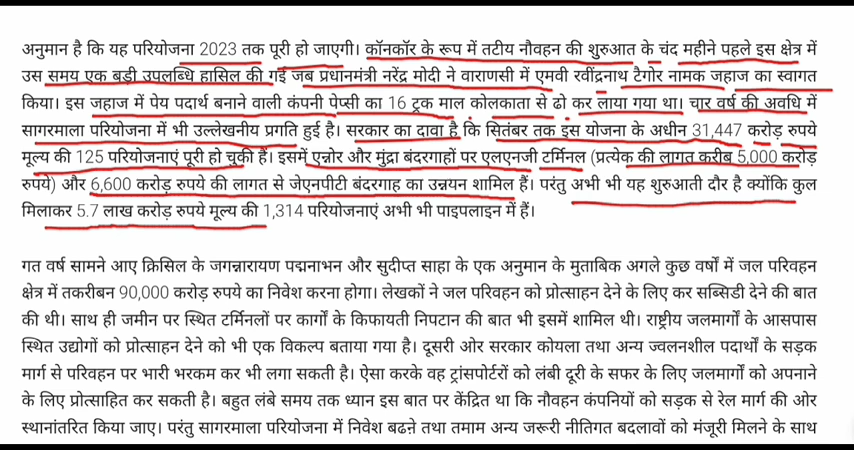 अनुमान है कि यह परियोजना 2023 तक पूरी हो जाएगी। कॉनकॉर के रूप में तटीय नौवहन की शुरुआत के चंद महीने पहले इस क्षेत्र में
उस समय एक बड़ी उपलब्धि हासिल की गई जब प्रधानमंत्री नरेंद्र मोदी ने वाराणसी में एमवी रवींद्रनाथ टैगोर नामक जहाज का स्वागत
किया। इस जहाज में पेय पदार्थ बनाने वाली कंपनी पेप्सी का 16 ट्रक माल कोलकाता से ढो कर लाया गया था। चार वर्ष की अवधि में
सागरमाला परियोजना में भी उल्लेखनीय प्रगति हुई है। सरकार का दावा है कि सितंबर तक इस योजना के अधीन 31,447 करोड़ रुपये
मूल्य की 125 परियोजनाएं पूरी हो चुकी हैं। इसमें एन्नोर और मुंद्रा बंदरगाहों पर एलएनजी टर्मिनल (प्रत्येक की लागत करीब 5,000 करोड़
रुपये) और 6,600 करोड़ रुपये की लागत से जेएनपीटी बंदरगाह का उन्नयन शामिल हैं। परंतु अभी भी यह शुरुआती दौर है क्योंकि कुल
मिलाकर 5.7 लाख करोड़ रुपये मूल्य की 1,314 परियोजनाएं अभी भी पाइपलाइन में हैं।
गत वर्ष सामने आए क्रिसिल के जगन्नारायण पद्मनाभन और सुदीप्त साहा के एक अनुमान के मुताबिक अगले कुछ वर्षों में जल परिवहन
क्षेत्र में तकरीबन 90,000 करोड़ रुपये का निवेश करना होगा। लेखकों ने जल परिवहन को प्रोत्साहन देने के लिए कर सब्सिडी देने की बात
की थी। साथ ही जमीन पर स्थित टर्मिनलों पर कार्गो के किफायती निपटान की बात भी इसमें शामिल थी। राष्ट्रीय जलमार्गों के आसपास
स्थित उद्योगों को प्रोत्साहन देने को भी एक विकल्प बताया गया है। दूसरी ओर सरकार कोयला तथा अन्य ज्वलनशील पदार्थों के सड़क
मार्ग से परिवहन पर भारी भरकम कर भी लगा सकती है। ऐसा करके वह ट्रांसपोर्टरों को लंबी दूरी के सफर के लिए जलमार्गों को अपनाने
के लिए प्रोत्साहित कर सकती है। बहुत लंबे समय तक ध्यान इस बात पर केंद्रित था कि नौवहन कंपनियों को सड़क से रेल मार्ग की ओर
स्थानांतरित किया जाए। परंतु सागरमाला परियोजना में निवेश बढऩे तथा तमाम अन्य जरूरी नीतिगत बदलावों को मंजूरी मिलने के साथ